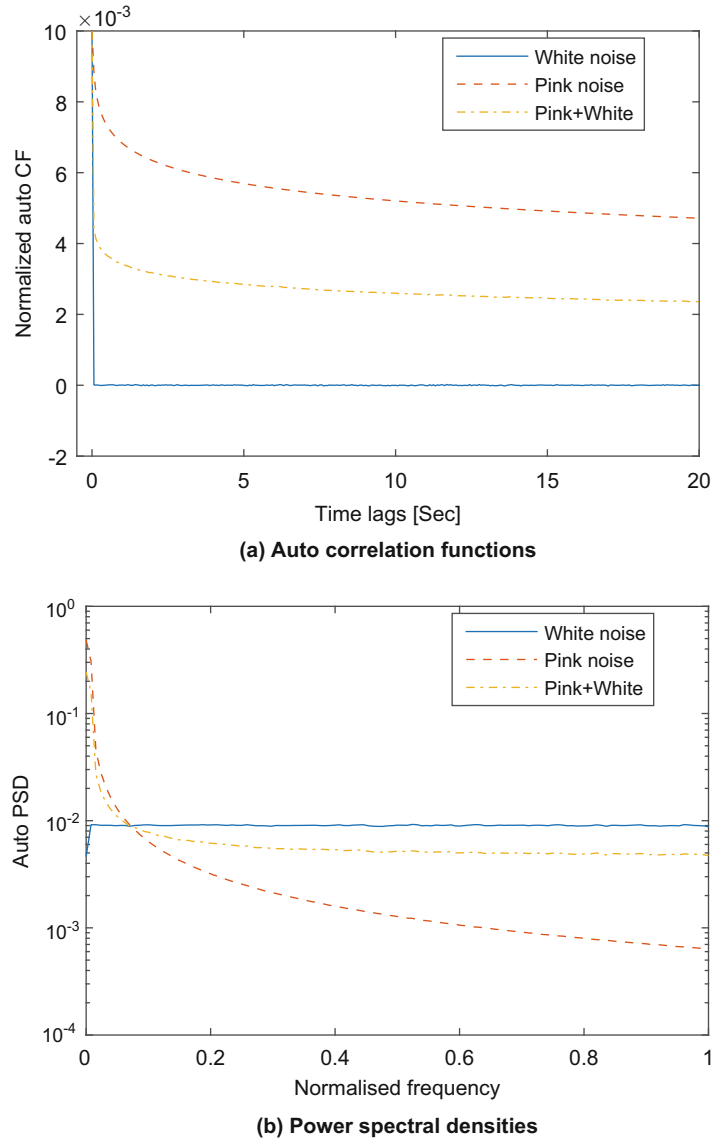 ×10-3
10
8
6
4
2
0
-2
Normalized auto CF
White noise
Pink noise
Pink+White
0
5
10
15
20
Time lags [Sec]
(a) Auto correlation functions
100
10-1
10-2
10-3
10-4
Auto PSD
White noise
Pink noise
Pink+White
0
0.2
0.4
0.6
0.8
1
Normalised frequency
(b) Power spectral densities